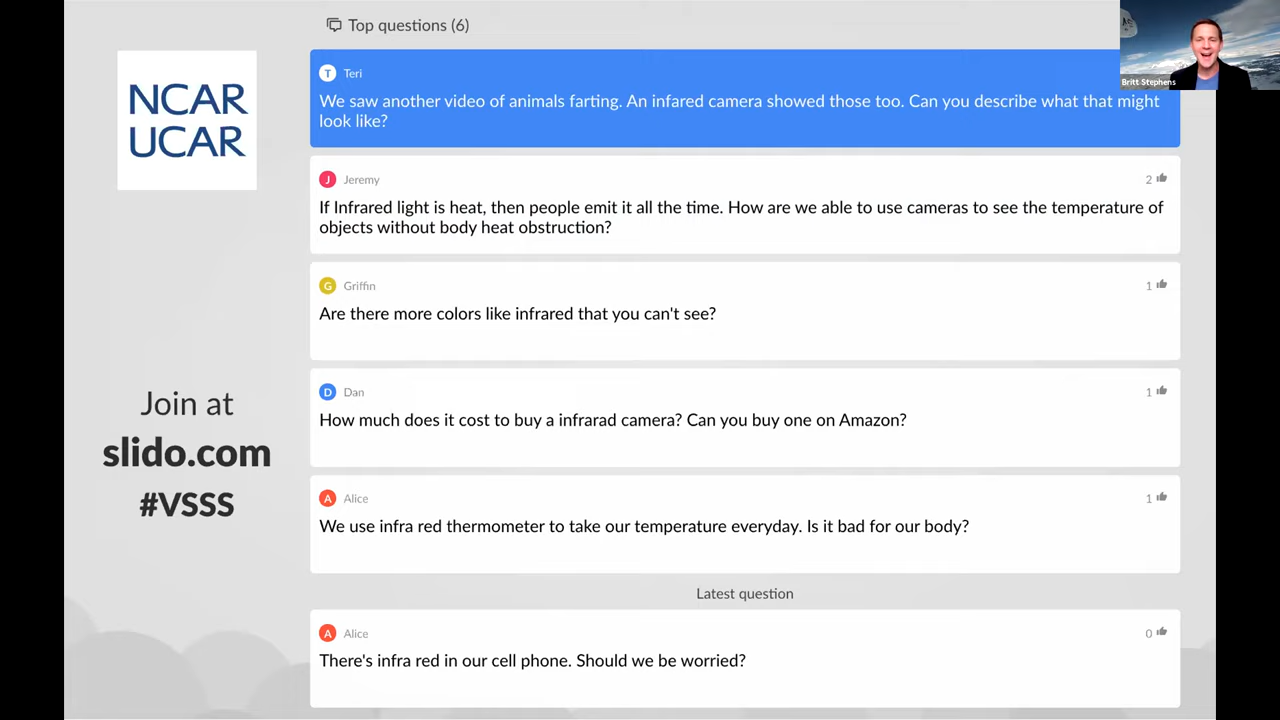 Top questions (6)
NCAR
UCAR
T Teri
We saw another video of animals farting. An infared camera showed those too. Can you describe what that might
look like?
Britt Stephens
J Jeremy
2
If Infrared light is heat, then people emit it all the time. How are we able to use cameras to see the temperature of
objects without body heat obstruction?
G Griffin
1
Are there more colors like infrared that you can't see?
D Dan
1
How much does it cost to buy a infrarad camera? Can you buy one on Amazon?
A Alice
1
We use infra red thermometer to take our temperature everyday. Is it bad for our body?
Latest question
A Alice
0
There's infra red in our cell phone. Should we be worried?
Join at
slido.com
#VSSS